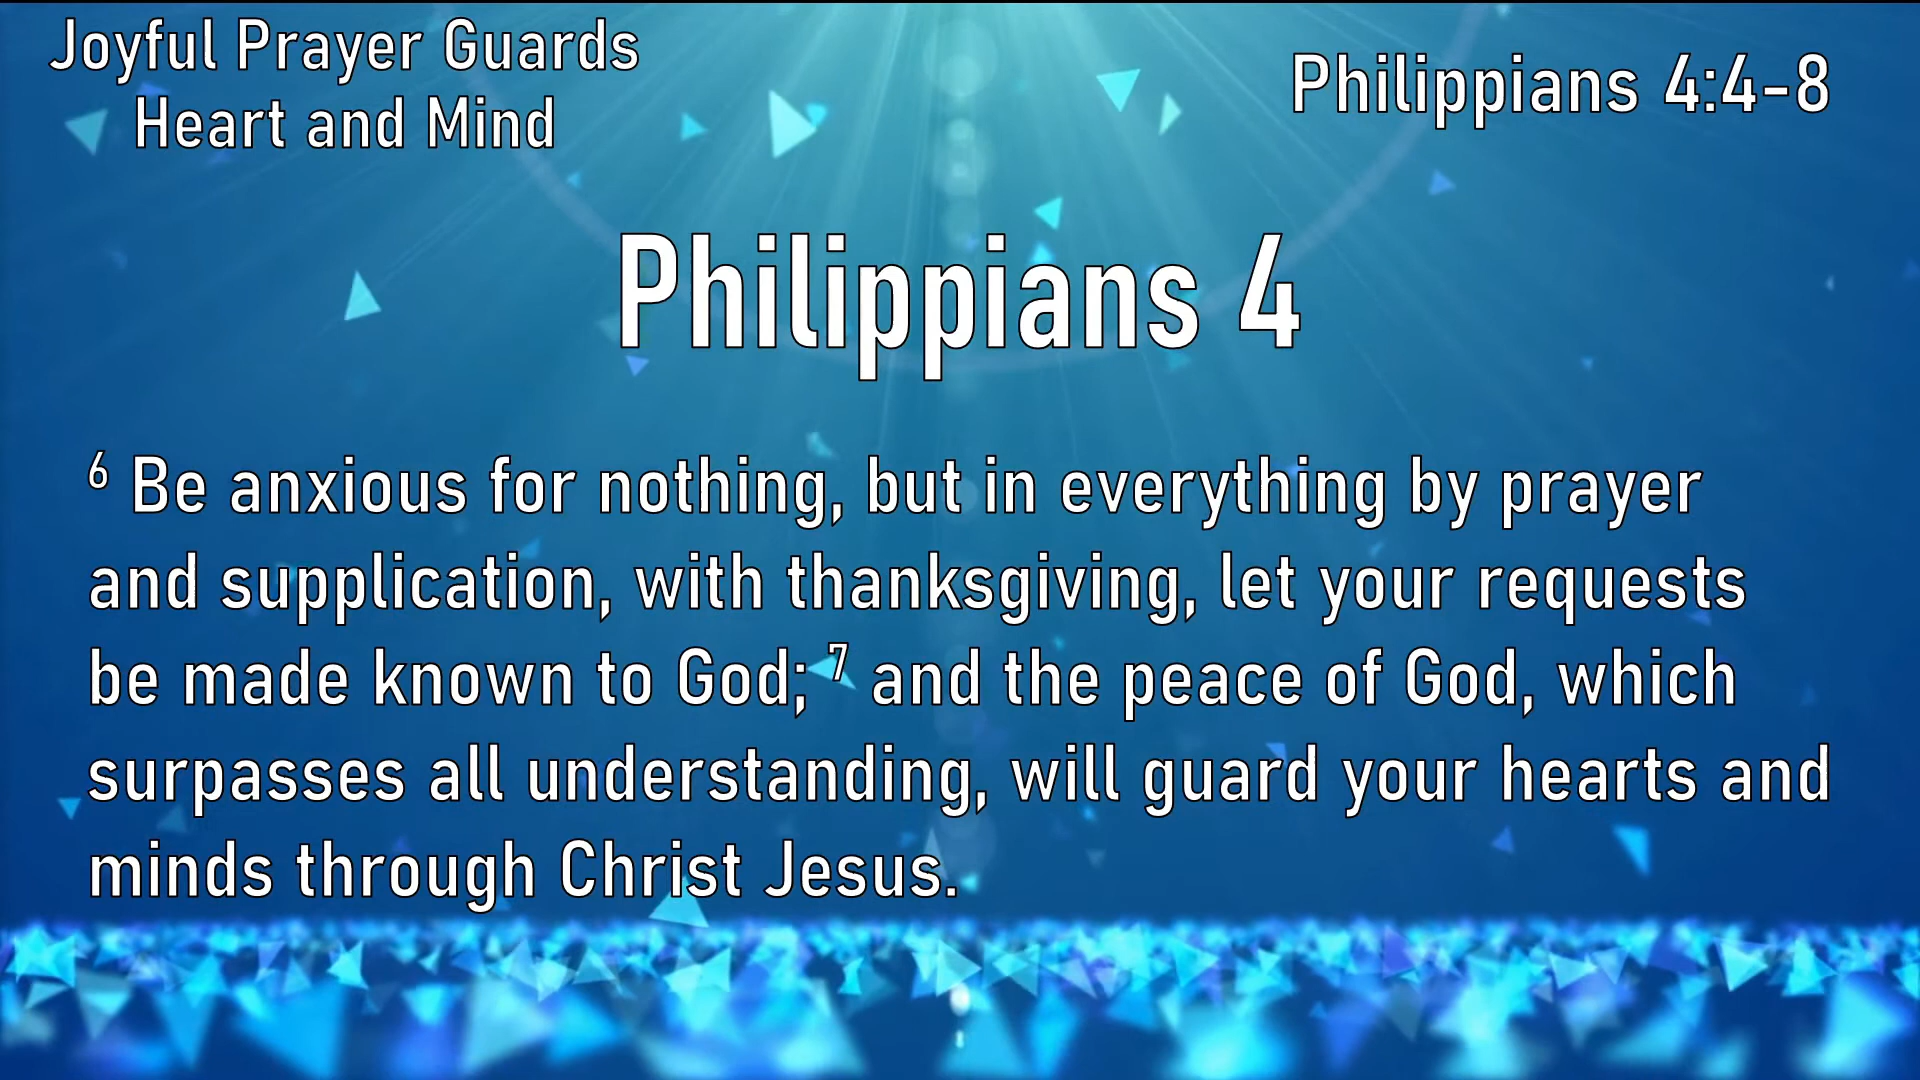 Joyful Prayer Guards
Heart and Mind
Philippians 4:4-8
Philippians 4
6 Be anxious for nothing, but in everything by prayer
and supplication, with thanksgiving, let your requests
be made known to God; 7 and the peace of God, which
surpasses all understanding, will guard your hearts and
minds through Christ Jesus.